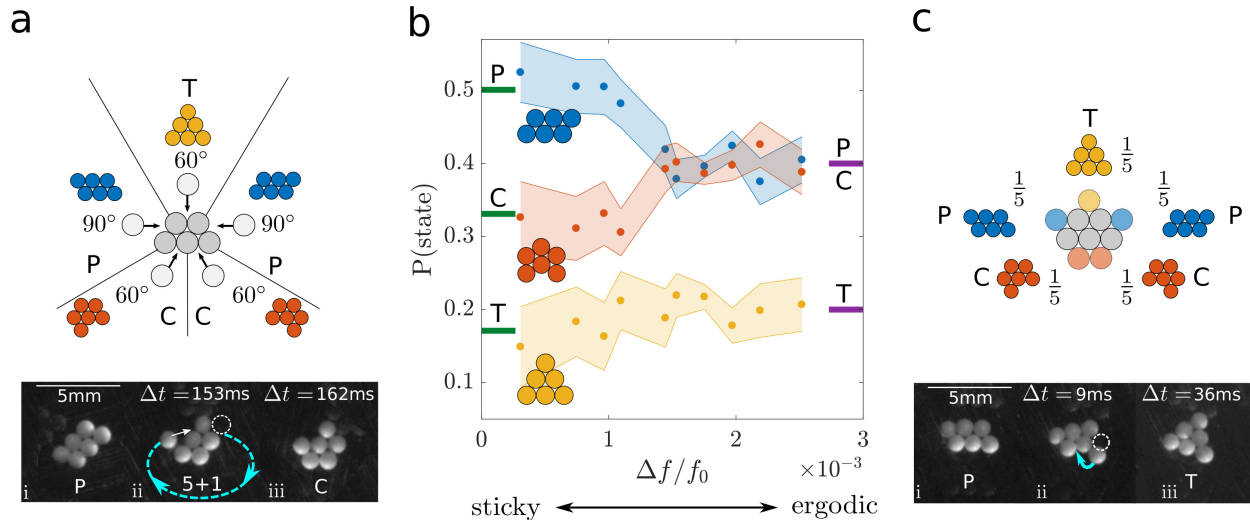 a
T
60°
90°
90°
P
P
60°
60°
C
C
5mm
Δt = 153ms
Δt = 162ms
i
P
ii
5+1
iii
C
b
P(state)
0.5
0.4
0.3
0.2
0.1
P
C
T
P
C
T
0
1
2
3
Δf/f₀
×10⁻³
sticky
ergodic
c
T
1/5
1/5
1/5
P
P
C
C
1/5
1/5
5mm
Δt = 9ms
Δt = 36ms
i
P
ii
iii
T